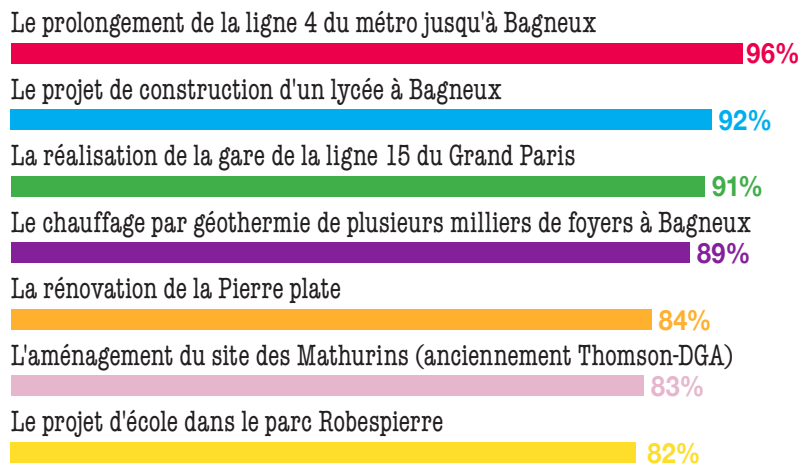 Le prolongement de la ligne 4 du métro jusqu'à Bagneux
96%
Le projet de construction d'un lycée à Bagneux
92%
La réalisation de la gare de la ligne 15 du Grand Paris
91%
Le chauffage par géothermie de plusieurs milliers de foyers à Bagneux
89%
La rénovation de la Pierre plate
84%
L'aménagement du site des Mathurins (anciennement Thomson-DGA)
83%
Le projet d'école dans le parc Robespierre
82%